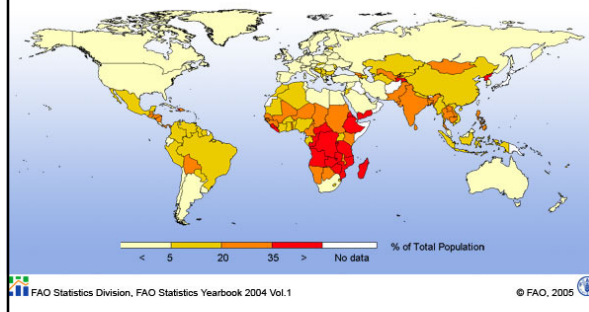 % of Total Population
< 5 20 35 > No data
FAO Statistics Division, FAO Statistics Yearbook 2004 Vol.1 © FAO, 2005